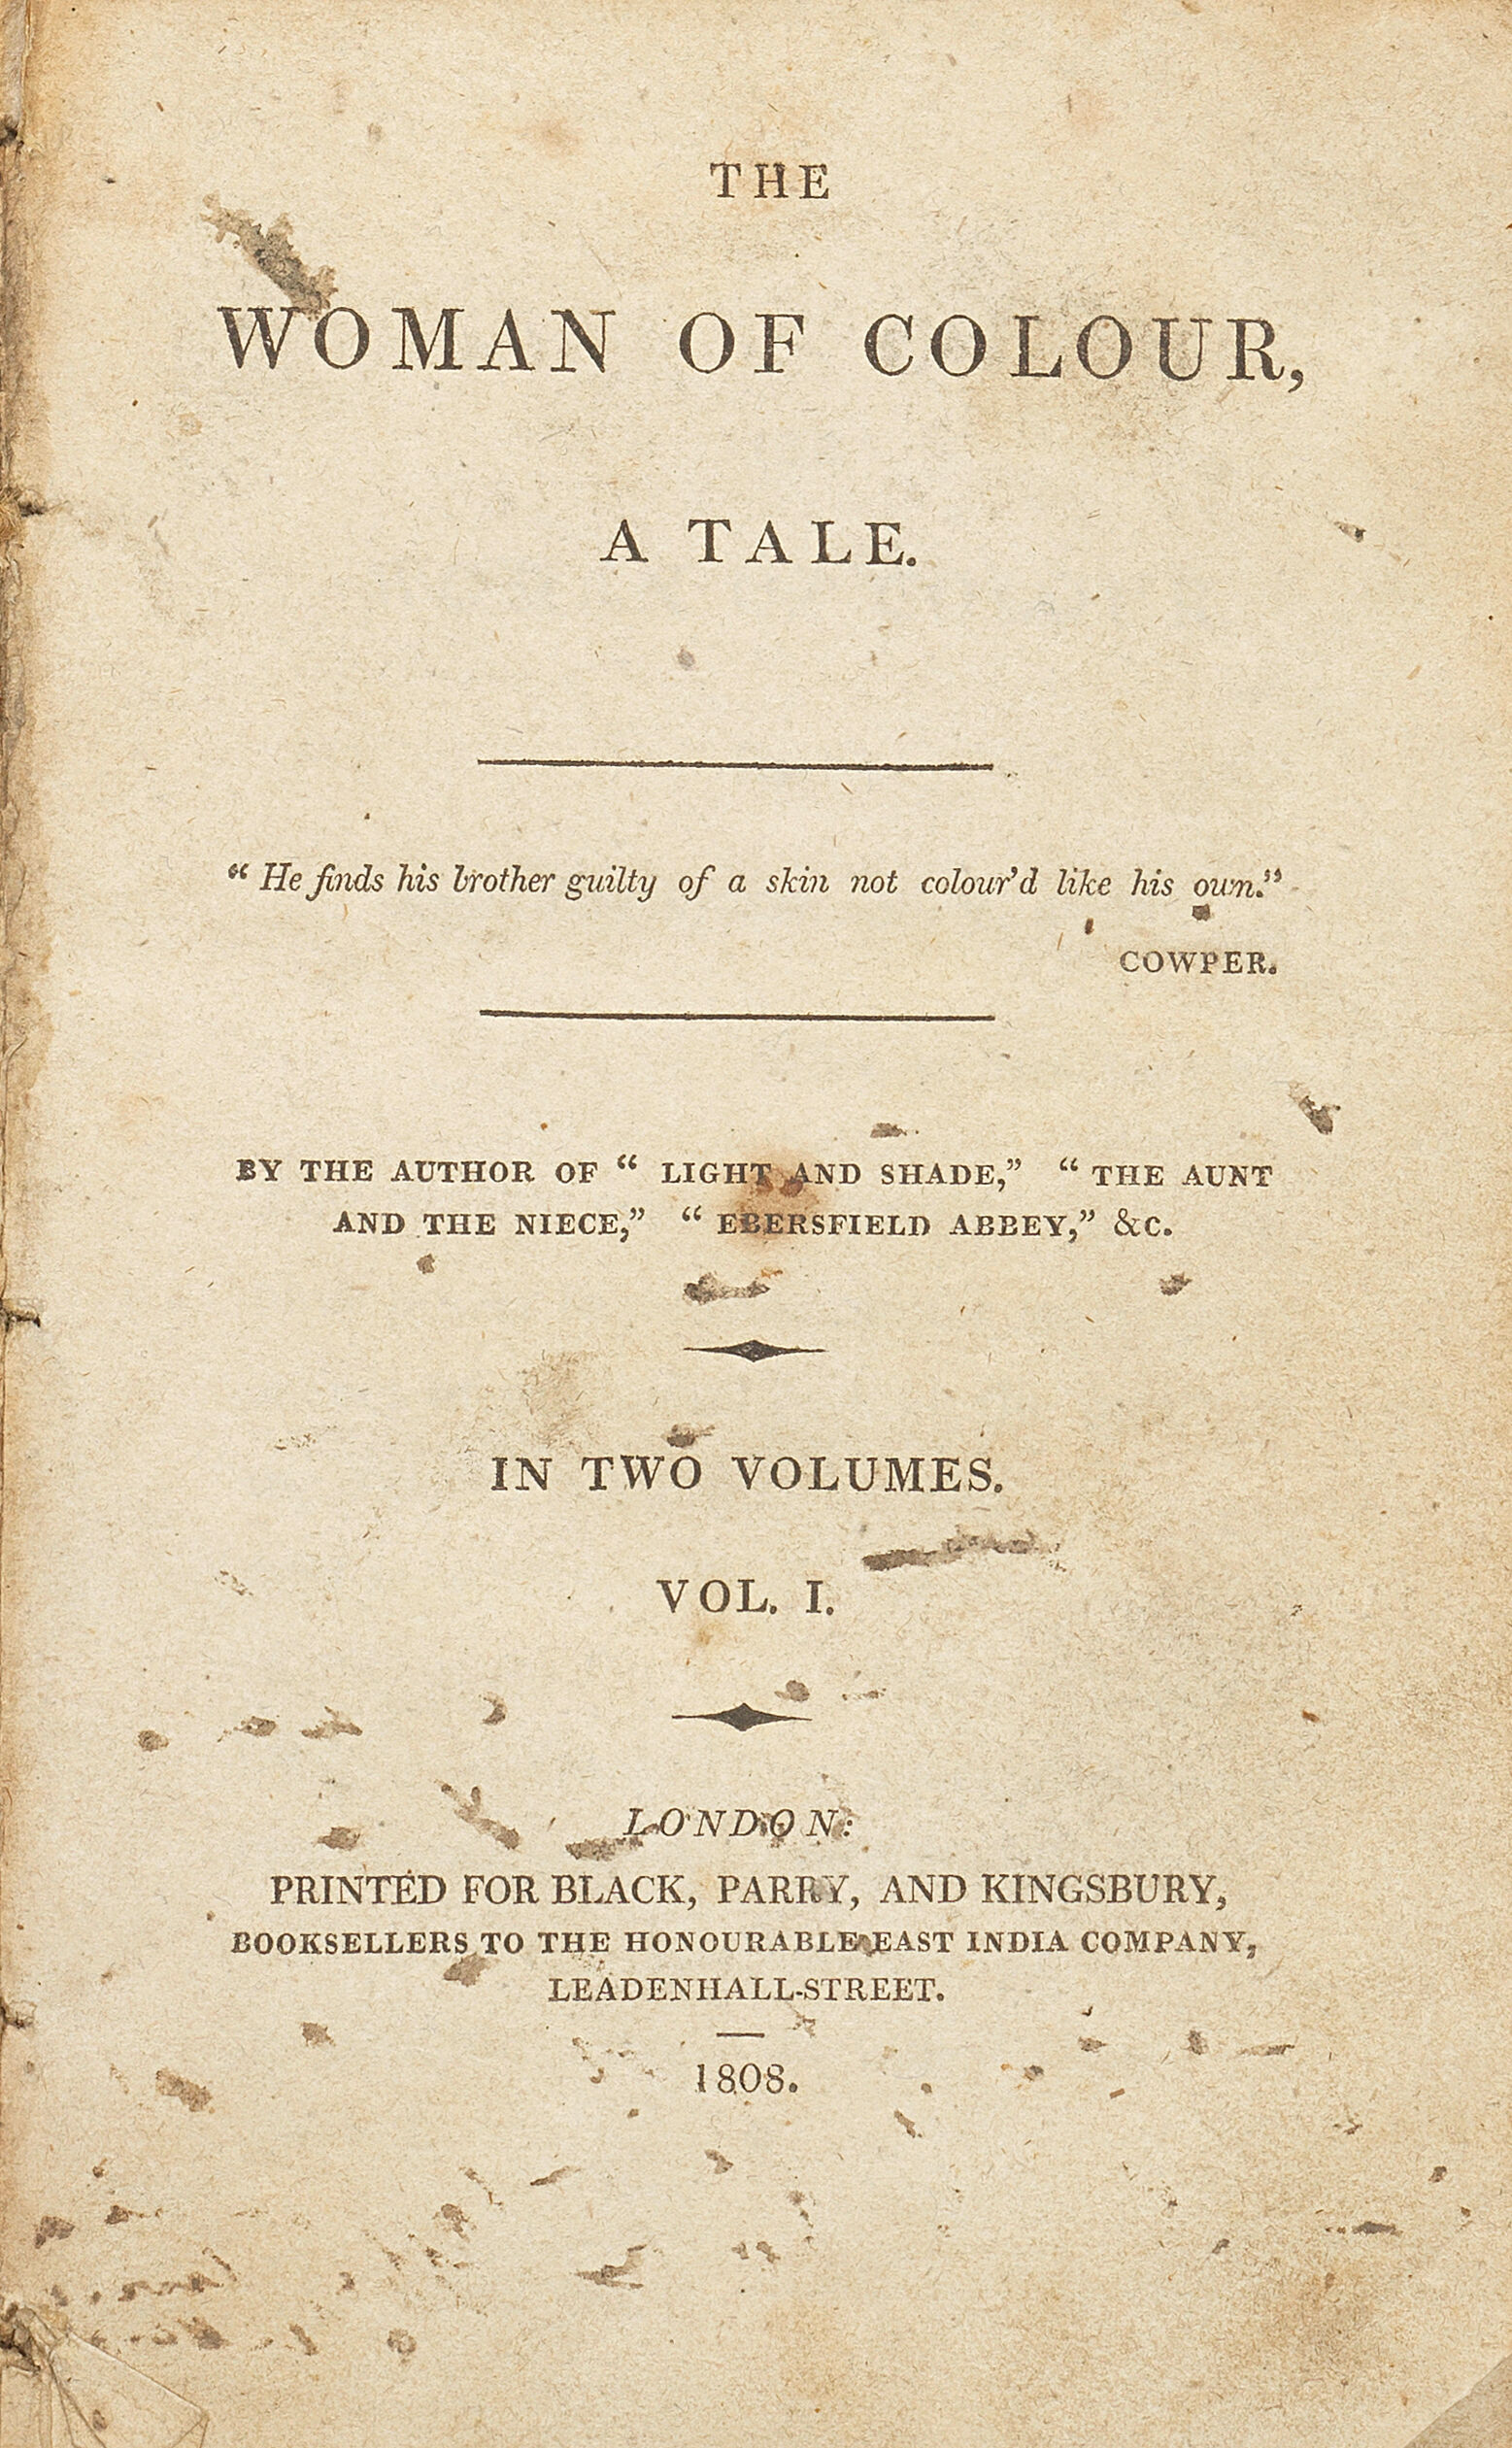 THE
WOMAN OF COLOUR,
A TALE.
“ He finds his brother guilty of a skin not colour’d like his own.”
COWPER.
BY THE AUTHOR OF “ LIGHT AND SHADE,” “ THE AUNT
AND THE NIECE,” “ EBERSFIELD ABBEY,” &c.
IN TWO VOLUMES.
VOL. I.
LONDON:
PRINTED FOR BLACK, PARRY, AND KINGSBURY,
BOOKSELLERS TO THE HONOURABLE EAST INDIA COMPANY,
LEADENHALL-STREET.
1808.